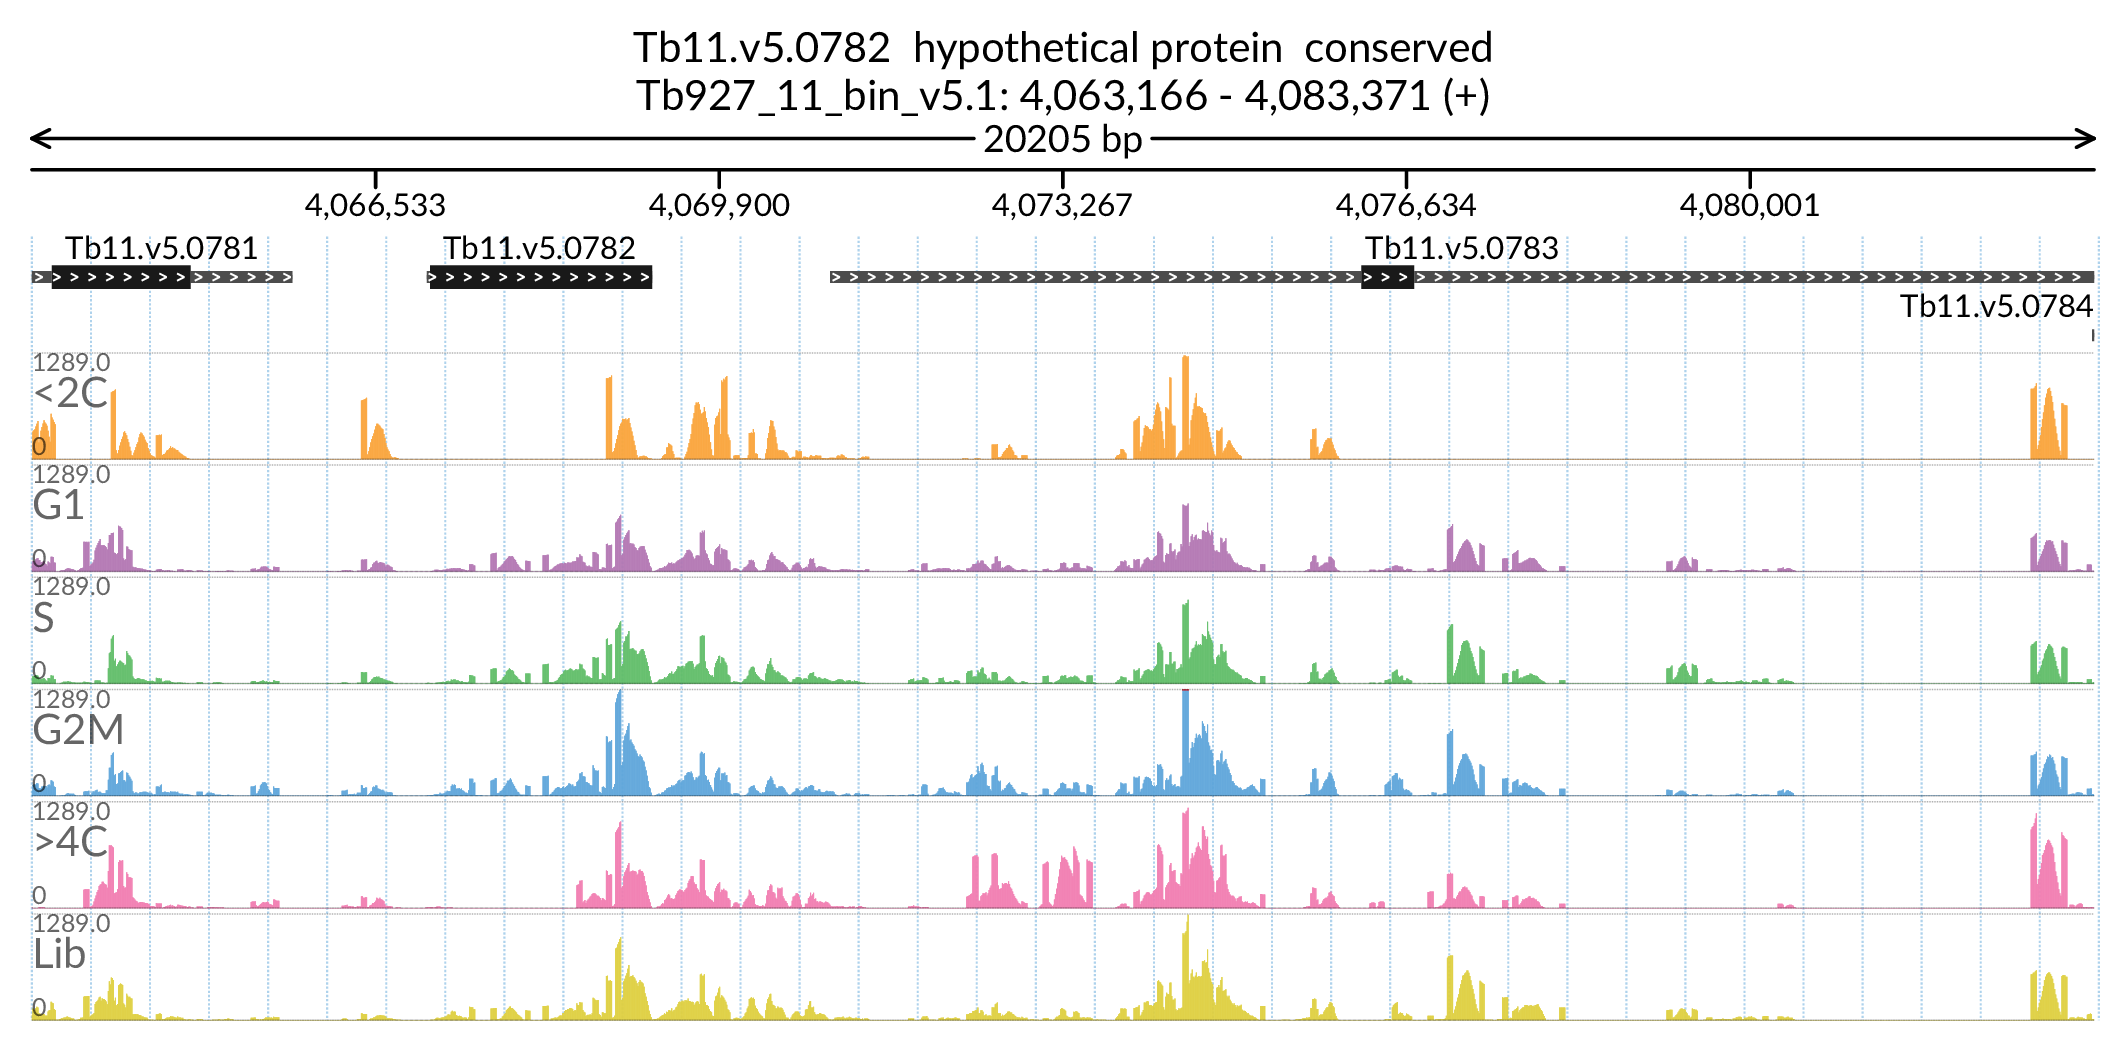 Tb11.v5.0782 hypothetical protein conserved
Tb927_11_bin_v5.1: 4,063,166 - 4,083,371 (+)
20205 bp
4,066,533 4,069,900 4,073,267 4,076,634 4,080,001
Tb11.v5.0781 Tb11.v5.0782 Tb11.v5.0783
Tb11.v5.0784
1289.0
<2C
0
1289.0
G1
0
1289.0
S
0
1289.0
G2M
0
1289.0
>4C
0
1289.0
Lib
0